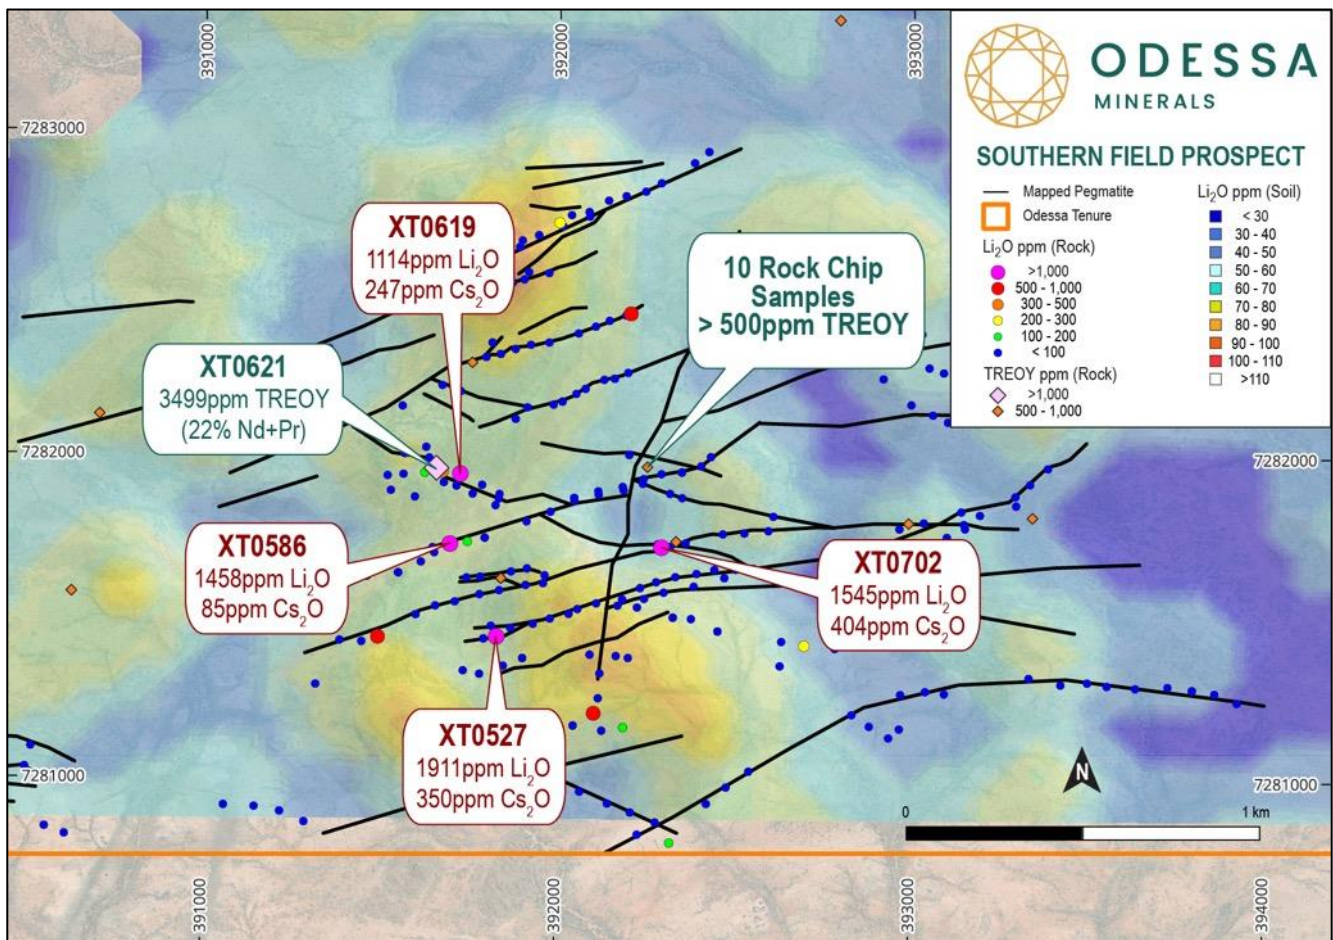 391000
392000
393000
7283000
7282000
7281000
7282000
7281000
391000
392000
393000
394000
ODESSA
MINERALS
SOUTHERN FIELD PROSPECT
Mapped Pegmatite
Odessa Tenure
Li₂O ppm (Rock)
>1,000
500 - 1,000
300 - 500
200 - 300
100 - 200
< 100
TREOY ppm (Rock)
>1,000
500 - 1,000
Li₂O ppm (Soil)
< 30
30 - 40
40 - 50
50 - 60
60 - 70
70 - 80
80 - 90
90 - 100
100 - 110
>110
XT0619
1114ppm Li₂O
247ppm Cs₂O
10 Rock Chip
Samples
> 500ppm TREOY
XT0621
3499ppm TREOY
(22% Nd+Pr)
XT0586
1458ppm Li₂O
85ppm Cs₂O
XT0702
1545ppm Li₂O
404ppm Cs₂O
XT0527
1911ppm Li₂O
350ppm Cs₂O
N
0
1 km